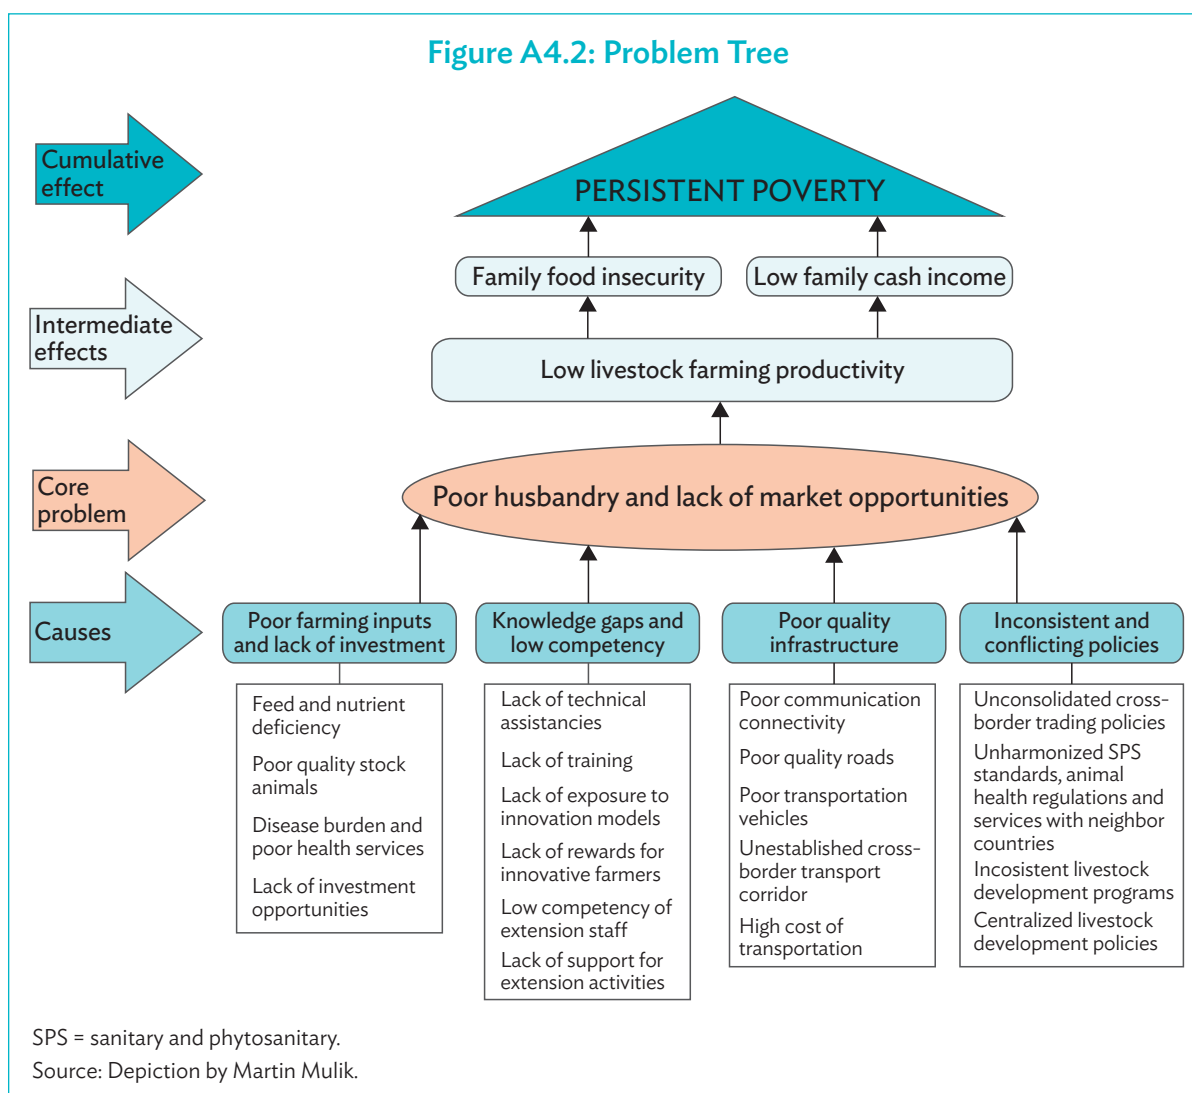 Figure A4.2: Problem Tree
Cumulative
effect
PERSISTENT POVERTY
Family food insecurity
Low family cash income
Intermediate
effects
Low livestock farming productivity
Core
problem
Poor husbandry and lack of market opportunities
Causes
Poor farming inputs
and lack of investment
Knowledge gaps and
low competency
Poor quality
infrastructure
Inconsistent and
conflicting policies
Feed and nutrient
deficiency
Poor quality stock
animals
Disease burden and
poor health services
Lack of investment
opportunities
Lack of technical
assistancies
Lack of training
Lack of exposure to
innovation models
Lack of rewards for
innovative farmers
Low competency of
extension staff
Lack of support for
extension activities
Poor communication
connectivity
Poor quality roads
Poor transportation
vehicles
Unestablished cross-
border transport
corridor
High cost of
transportation
Unconsolidated cross-
border trading policies
Unharmonized SPS
standards, animal
health regulations and
services with neighbor
countries
Incosistent livestock
development programs
Centralized livestock
development policies
SPS = sanitary and phytosanitary.
Source: Depiction by Martin Mulik.